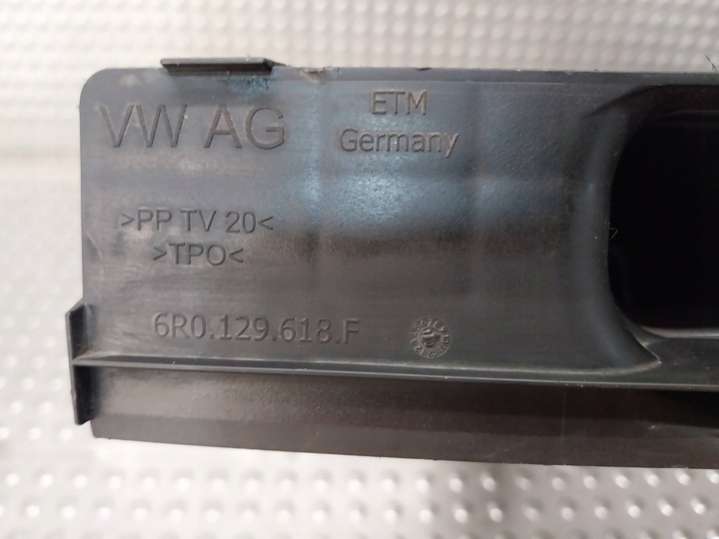 VW AG
ETM
Germany
>PP TV 20<
>TPO<
6R0.129.618.F